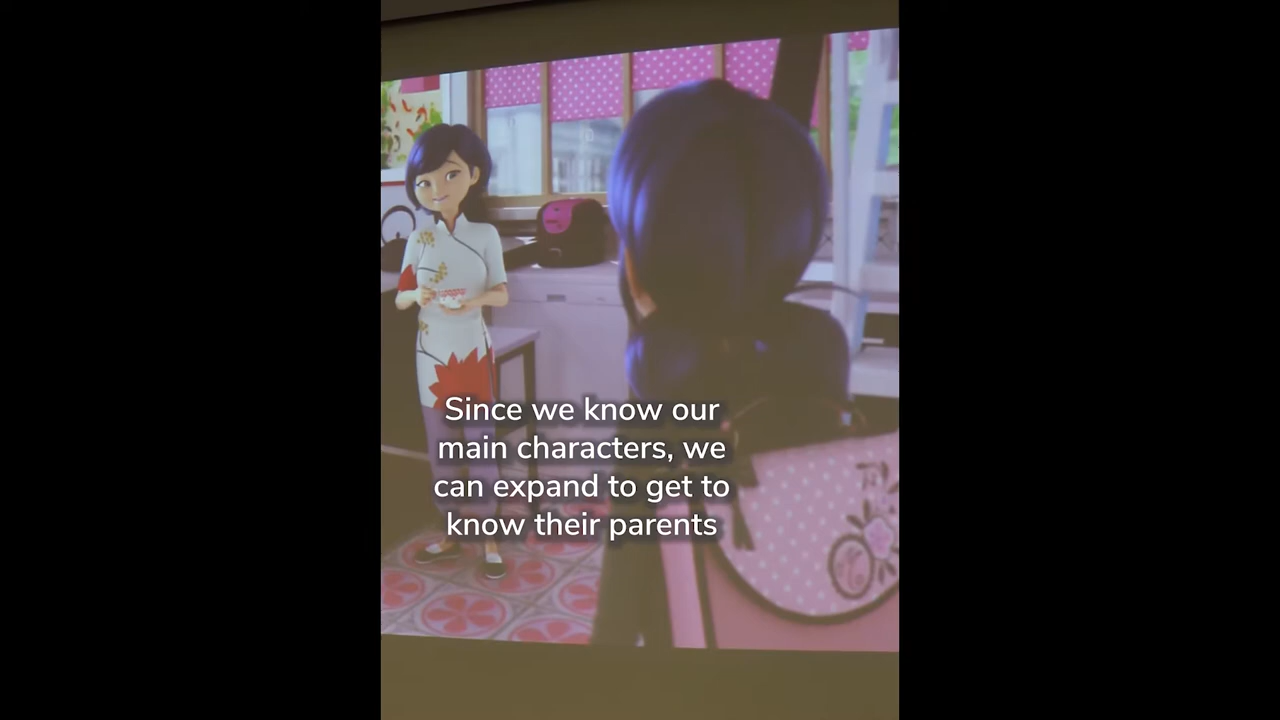 Since we know our
main characters, we
can expand to get to
know their parents